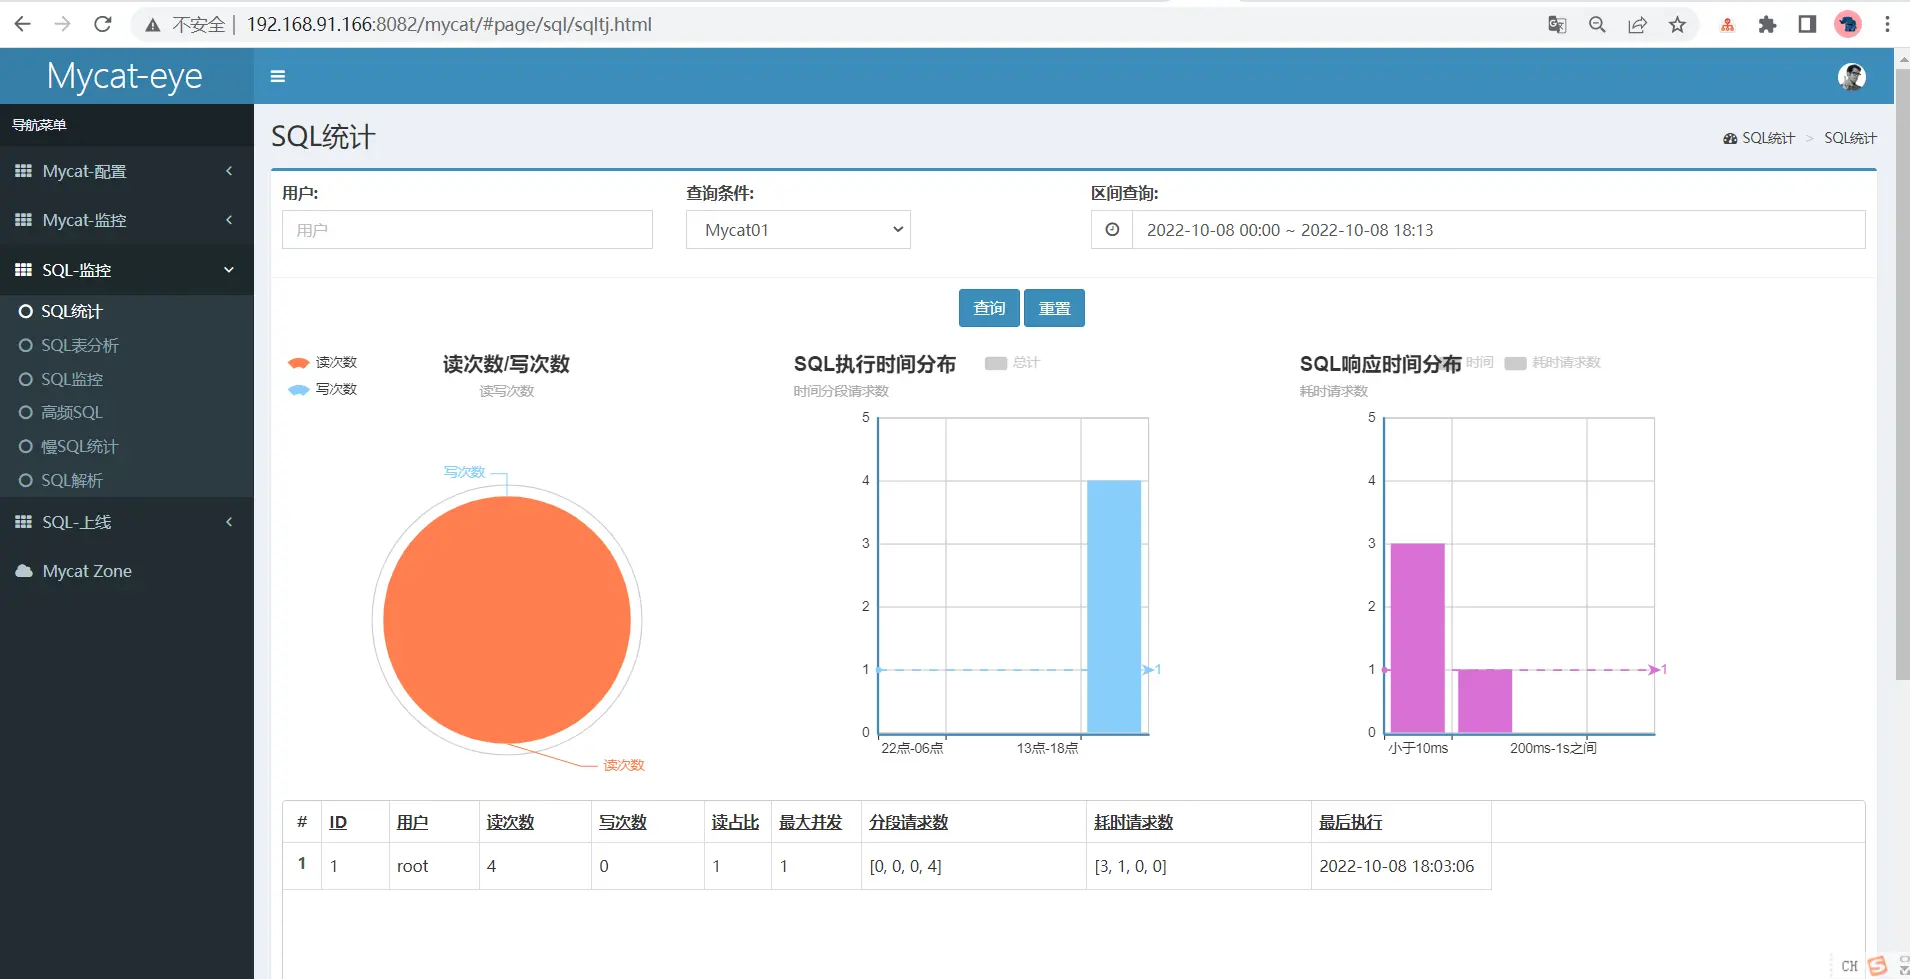 不安全 | 192.168.91.166:8082/mycat/#page/sql/sqltj.html
Mycat-eye
导航菜单
Mycat-配置
Mycat-监控
SQL-监控
SQL统计
SQL表分析
SQL监控
高频SQL
慢SQL统计
SQL解析
SQL-上线
Mycat Zone
SQL统计
SQL统计 > SQL统计
用户:
查询条件:
区间查询:
用户
Mycat01
2022-10-08 00:00 ~ 2022-10-08 18:13
查询
重置
读次数
写次数
读次数/写次数
读写次数
写次数
读次数
SQL执行时间分布
总计
时间分段请求数
5
4
3
2
1
0
1
22点-06点
13点-18点
SQL响应时间分布
时间
耗时请求数
耗时请求数
5
4
3
2
1
0
1
小于10ms
200ms-1s之间
# ID 用户 读次数 写次数 读占比 最大并发 分段请求数 耗时请求数 最后执行
1 1 root 4 0 1 1 [0, 0, 0, 4] [3, 1, 0, 0] 2022-10-08 18:03:06
CH